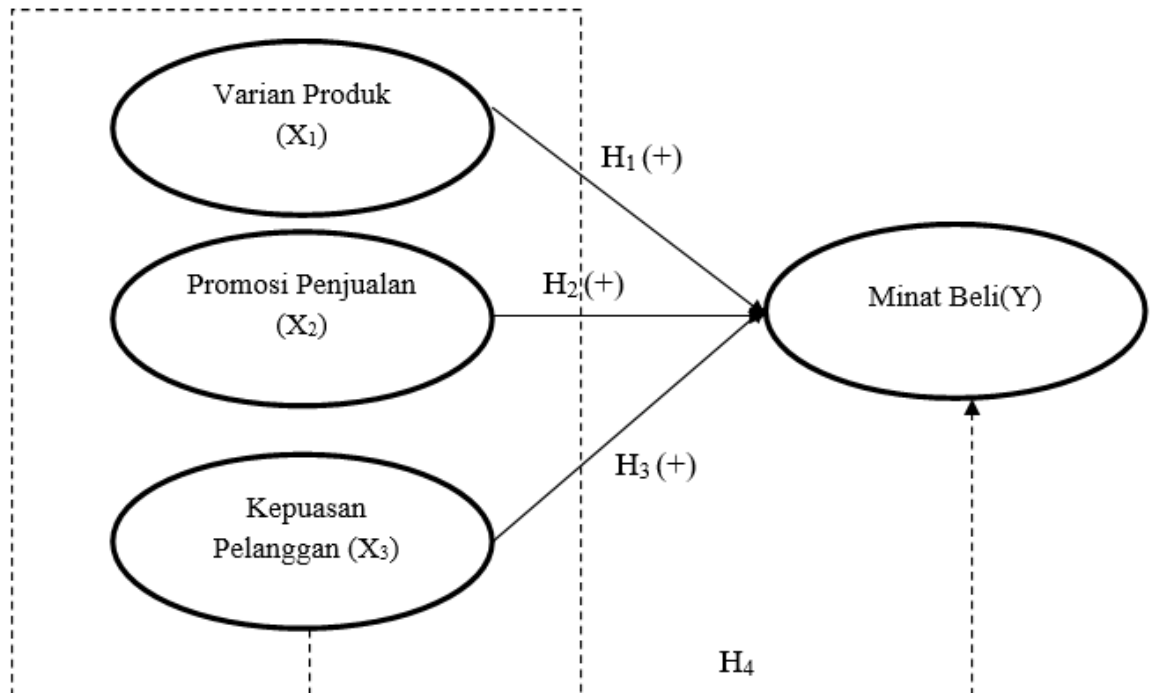 Varian Produk
(X₁)
H₁ (+)
Promosi Penjualan
(X₂)
H₂ (+)
Minat Beli(Y)
H₃ (+)
Kepuasan
Pelanggan (X₃)
H₄